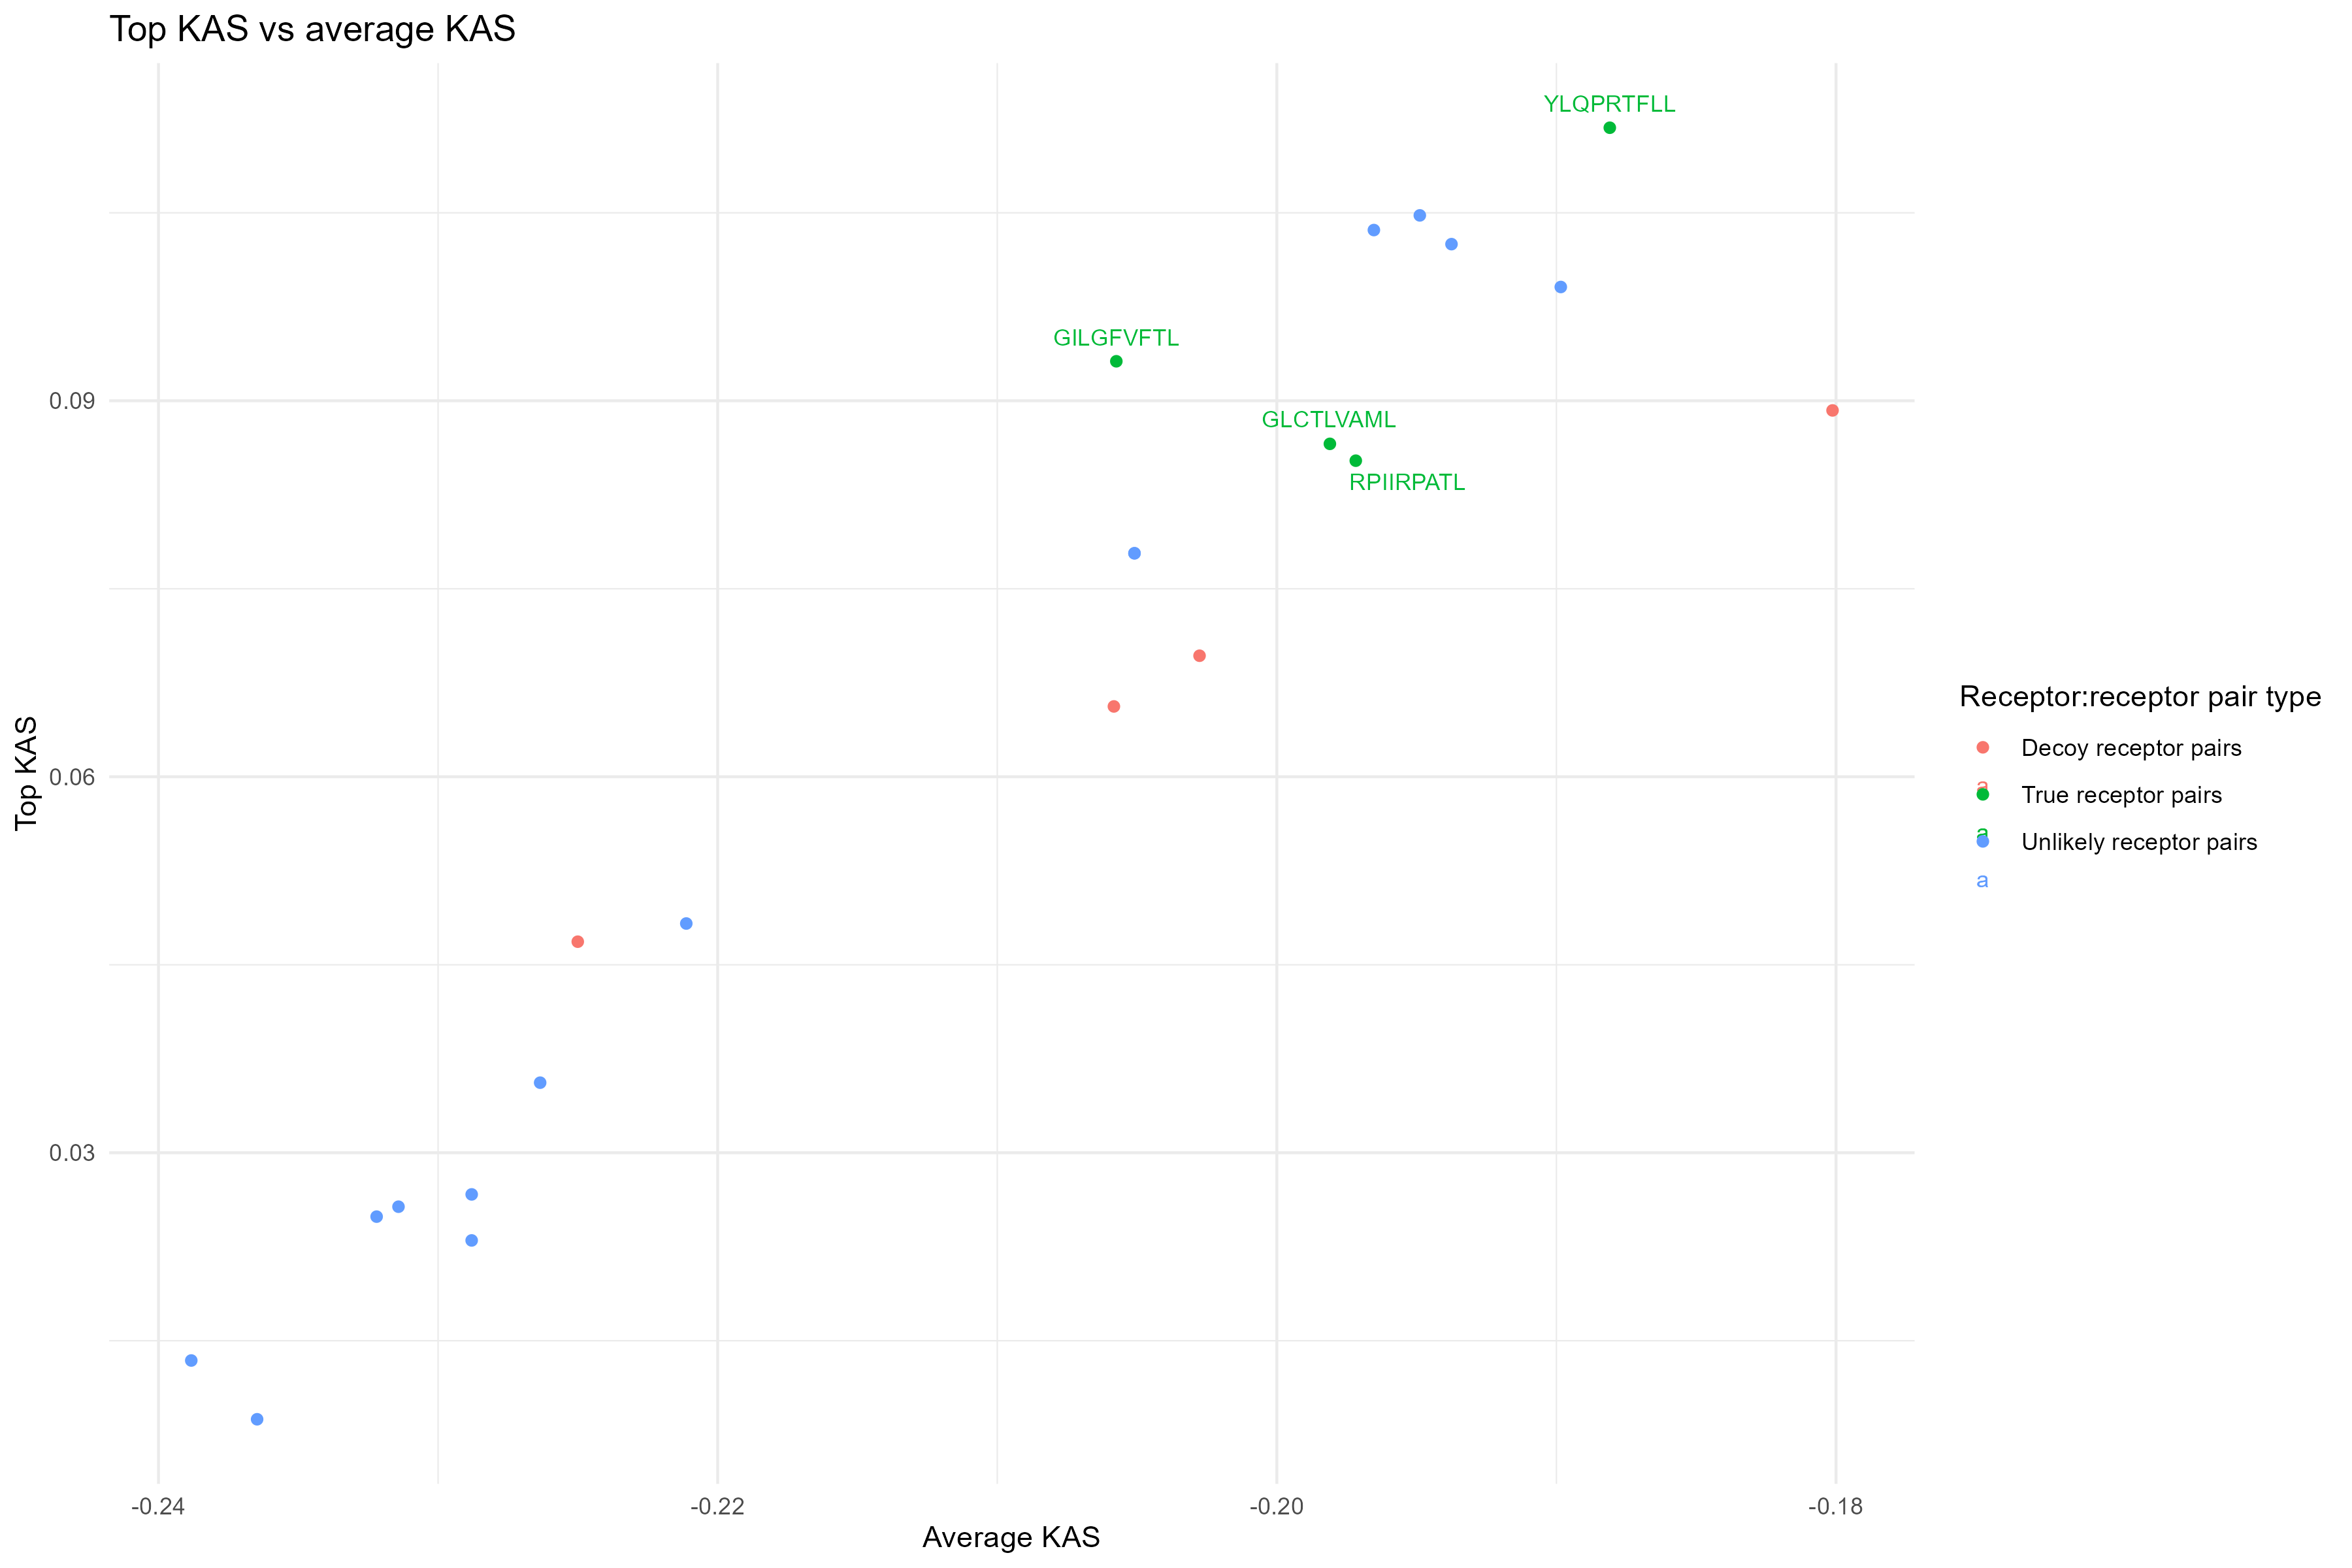 Top KAS vs average KAS
YLQPRTFLL
GILGFVFTL
GLCTLVAML
RPIIRPATL
0.09
0.06
0.03
Top KAS
-0.24
-0.22
-0.20
-0.18
Average KAS
Receptor:receptor pair type
Decoy receptor pairs
a
True receptor pairs
a
Unlikely receptor pairs
a